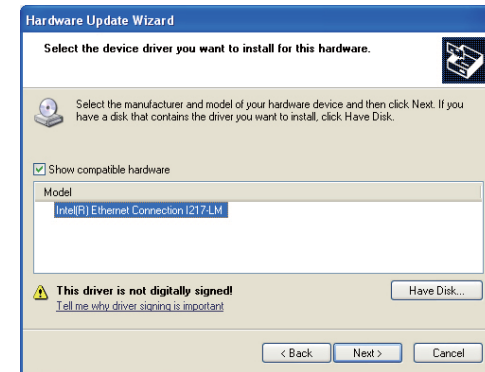 Hardware Update Wizard
Select the device driver you want to install for this hardware.
Select the manufacturer and model of your hardware device and then click Next. If you
have a disk that contains the driver you want to install, click Have Disk.
Show compatible hardware
Model
Intel(R) Ethernet Connection I217-LM
This driver is not digitally signed!
Have Disk...
Tell me why driver signing is important
< Back
Next >
Cancel